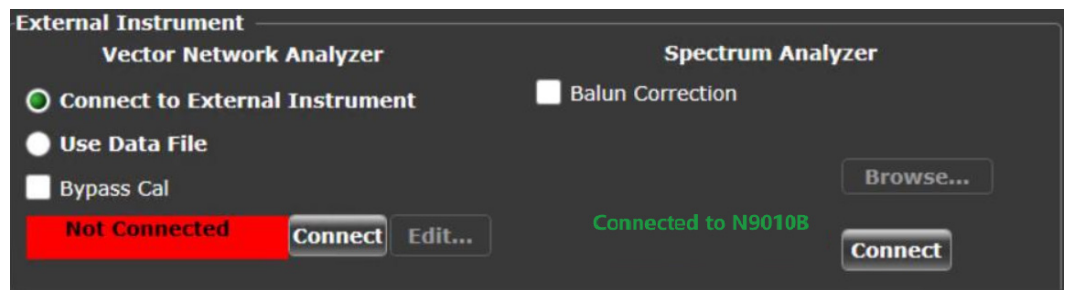 External Instrument
Vector Network Analyzer
Spectrum Analyzer
Connect to External Instrument
Balun Correction
Use Data File
Bypass Cal
Browse...
Not Connected
Connect
Edit...
Connected to N9010B
Connect